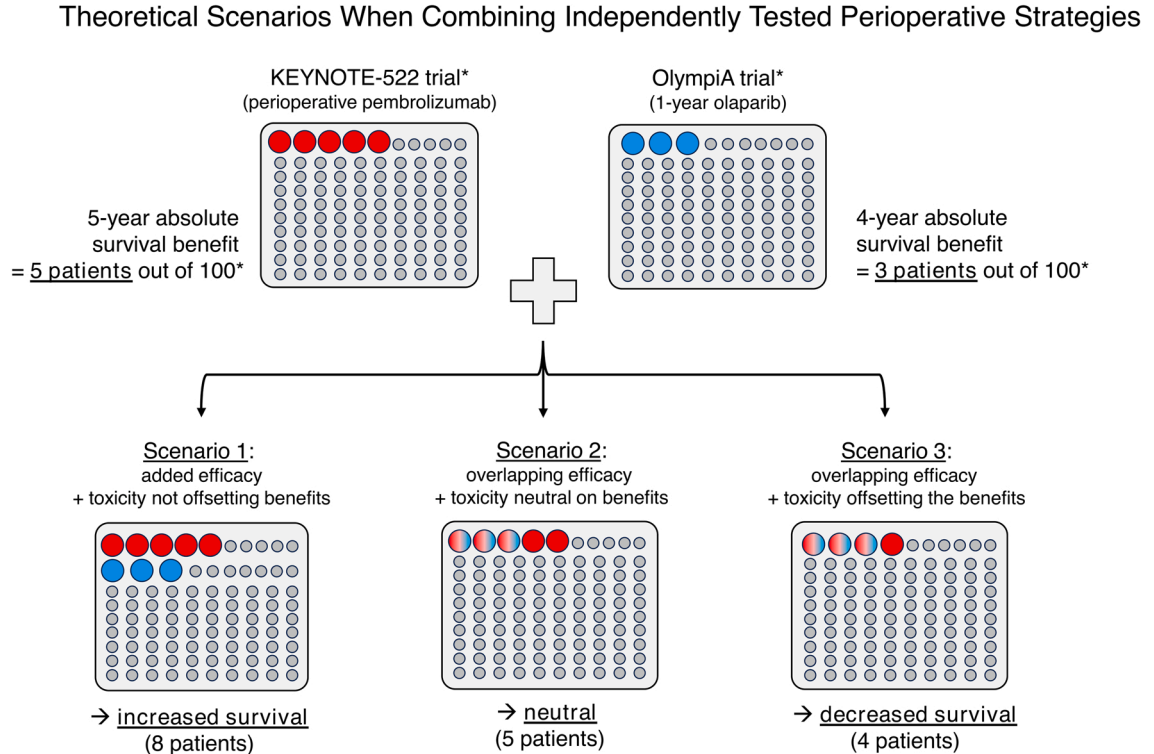 Theoretical Scenarios When Combining Independently Tested Perioperative Strategies
KEYNOTE-522 trial*
(perioperative pembrolizumab)
OlympiA trial*
(1-year olaparib)
5-year absolute
survival benefit
= 5 patients out of 100*
4-year absolute
survival benefit
= 3 patients out of 100*
Scenario 1:
added efficacy
+ toxicity not offsetting benefits
Scenario 2:
overlapping efficacy
+ toxicity neutral on benefits
Scenario 3:
overlapping efficacy
+ toxicity offsetting the benefits
→ increased survival
(8 patients)
→ neutral
(5 patients)
→ decreased survival
(4 patients)